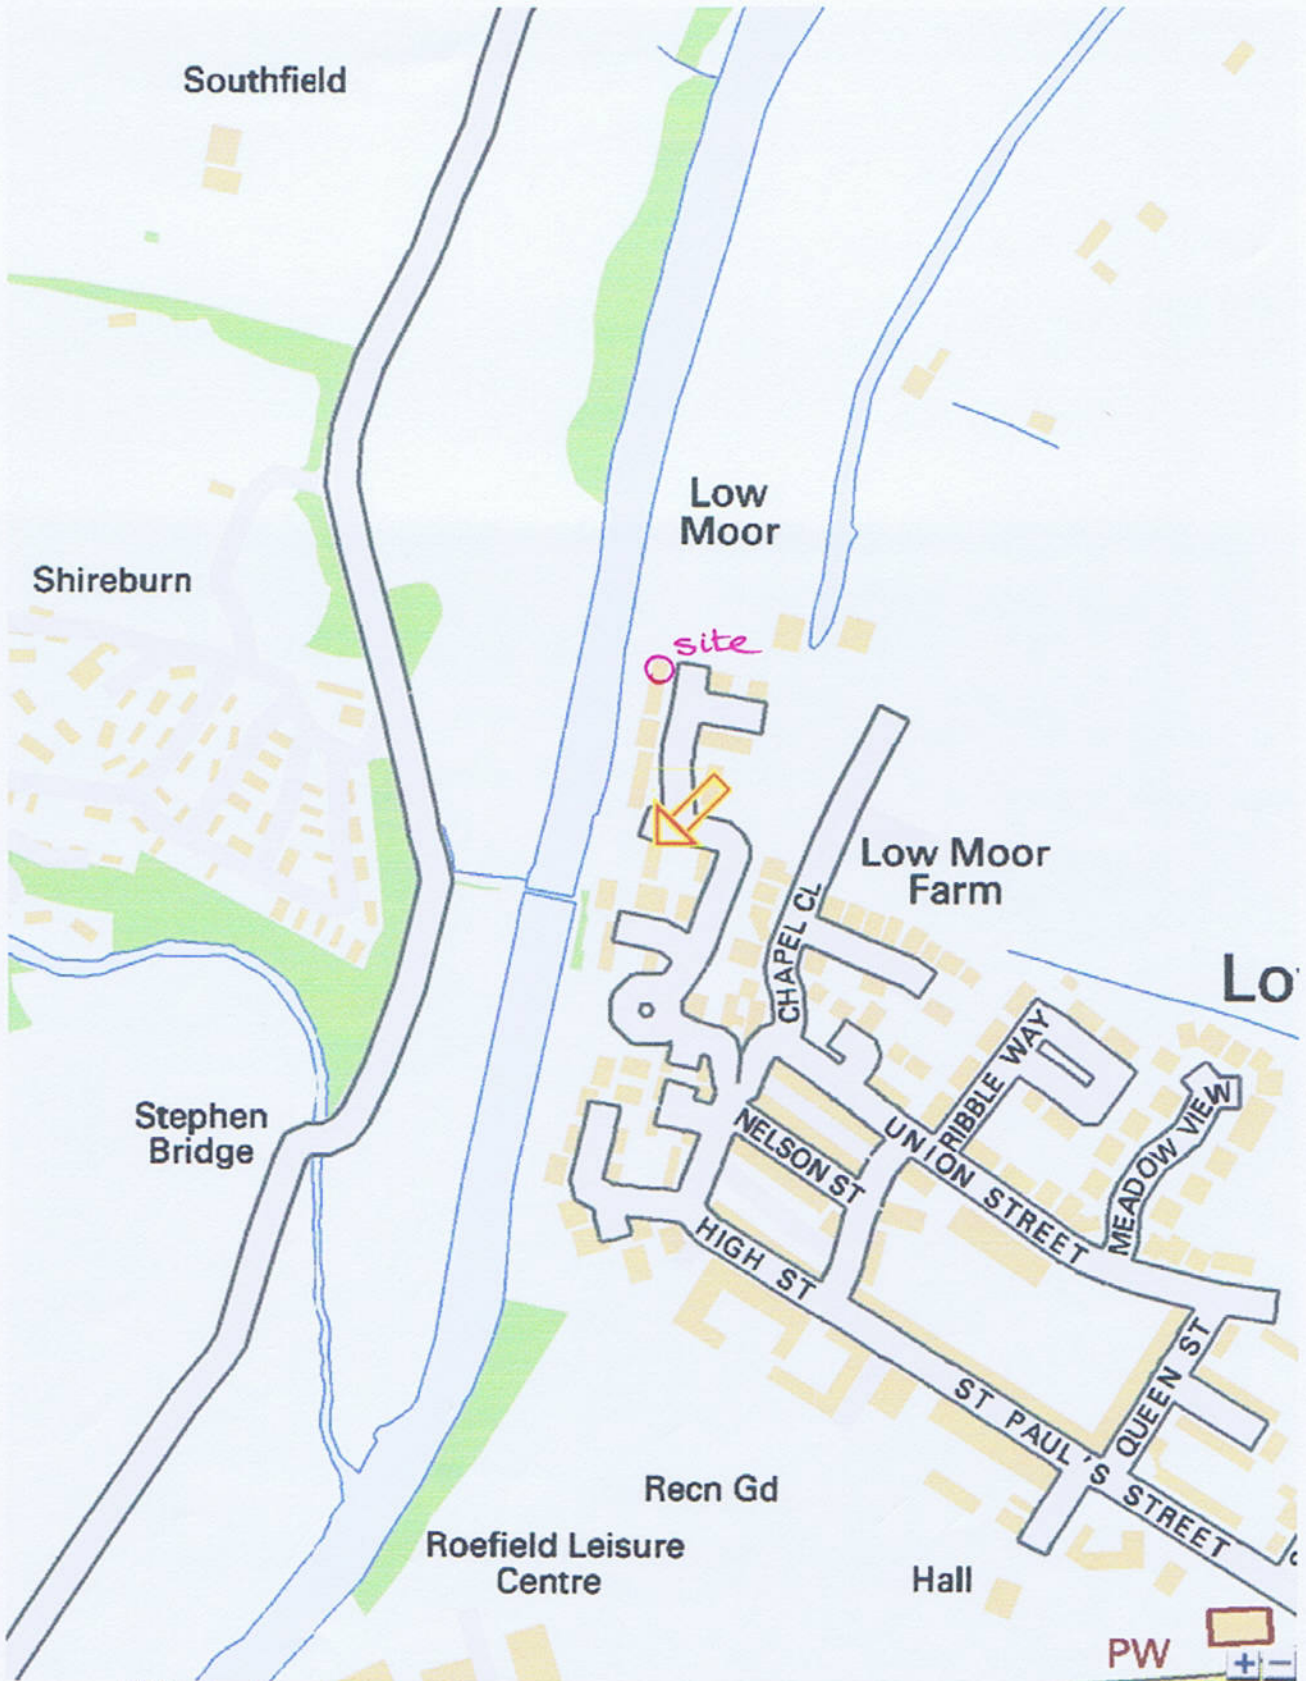 Southfield
Low
Moor
Shireburn
site
Low Moor
Farm
CHAPEL CL
Lo
RIBBLE WAY
MEADOW VIEW
Stephen
Bridge
NELSON ST
UNION STREET
HIGH ST
QUEEN ST
ST PAUL'S STREET
Recn Gd
Roefield Leisure
Centre
Hall
PW
+ −